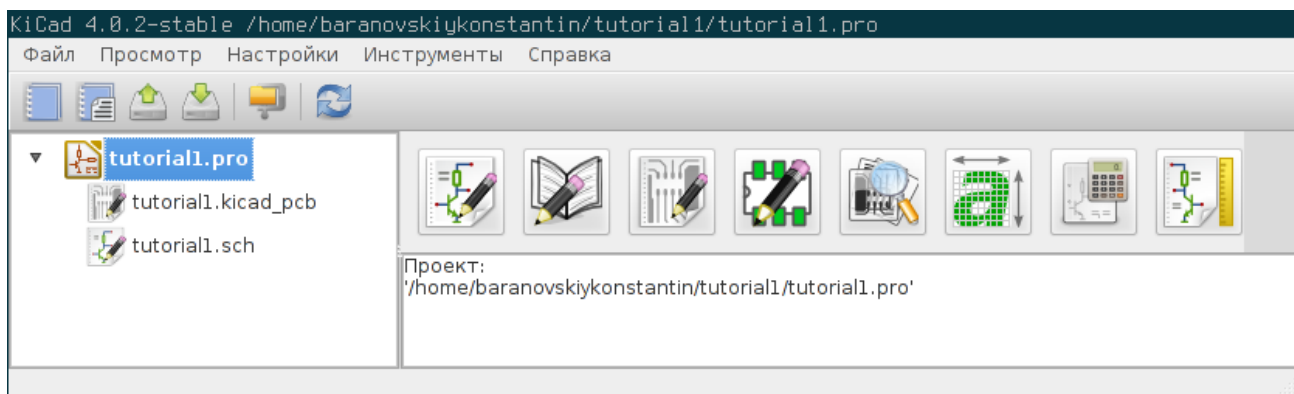 KiCad 4.0.2-stable /home/baranovskiykonstantin/tutorial1/tutorial1.pro
Файл Просмотр Настройки Инструменты Справка
tutorial1.pro
tutorial1.kicad_pcb
tutorial1.sch
Проект:
'/home/baranovskiykonstantin/tutorial1/tutorial1.pro'